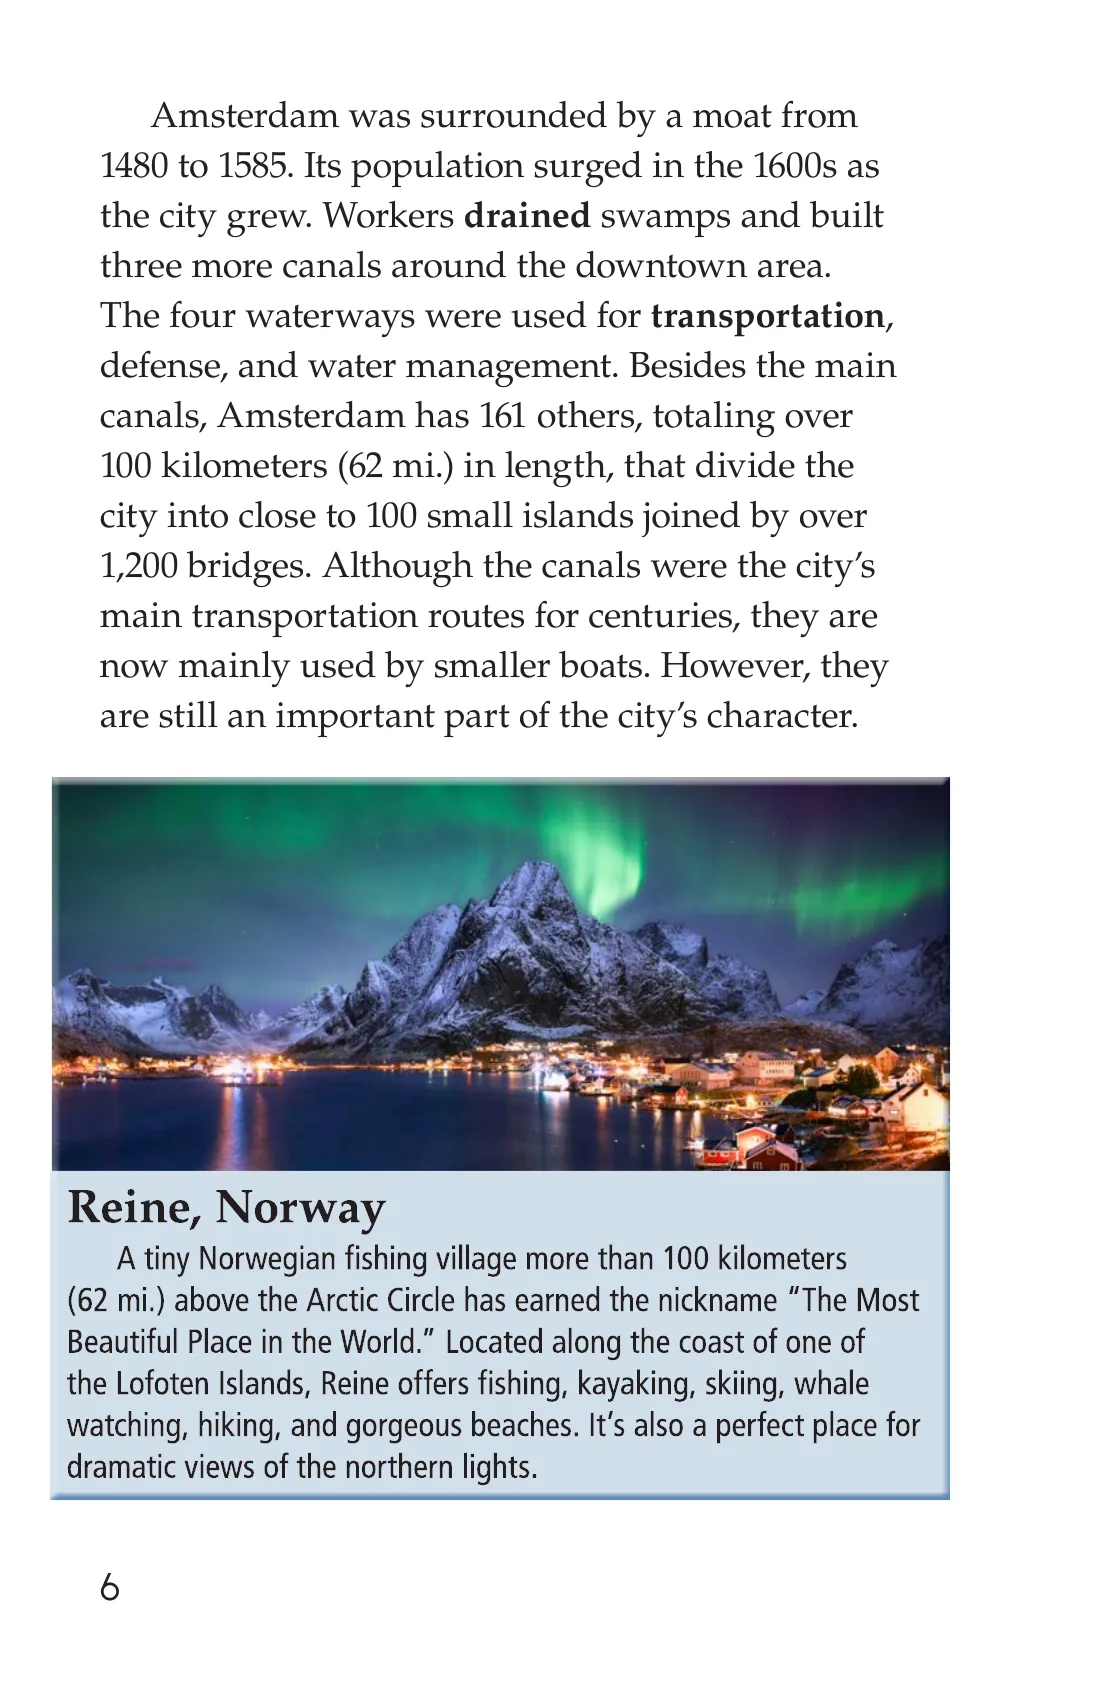 Amsterdam was surrounded by a moat from
1480 to 1585. Its population surged in the 1600s as
the city grew. Workers drained swamps and built
three more canals around the downtown area.
The four waterways were used for transportation,
defense, and water management. Besides the main
canals, Amsterdam has 161 others, totaling over
100 kilometers (62 mi.) in length, that divide the
city into close to 100 small islands joined by over
1,200 bridges. Although the canals were the city’s
main transportation routes for centuries, they are
now mainly used by smaller boats. However, they
are still an important part of the city’s character.
Reine, Norway
A tiny Norwegian fishing village more than 100 kilometers
(62 mi.) above the Arctic Circle has earned the nickname “The Most
Beautiful Place in the World.” Located along the coast of one of
the Lofoten Islands, Reine offers fishing, kayaking, skiing, whale
watching, hiking, and gorgeous beaches. It’s also a perfect place for
dramatic views of the northern lights.
6